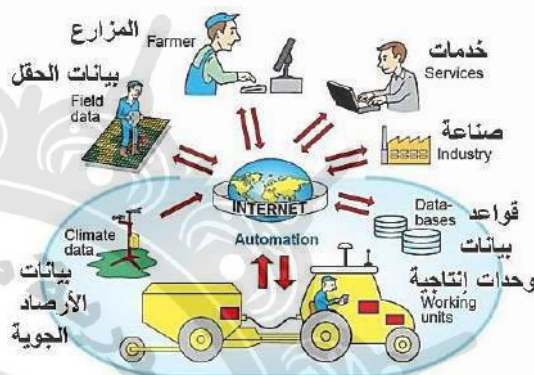 المزارع
Farmer
خدمات
Services
بيانات الحقل
Field
data
صناعة
Industry
INTERNET
Climate
data
Data-
bases
قواعد
بيانات
Automation
بيانات
الأرصاد
الجوية
وحدات إنتاجية
Working
units